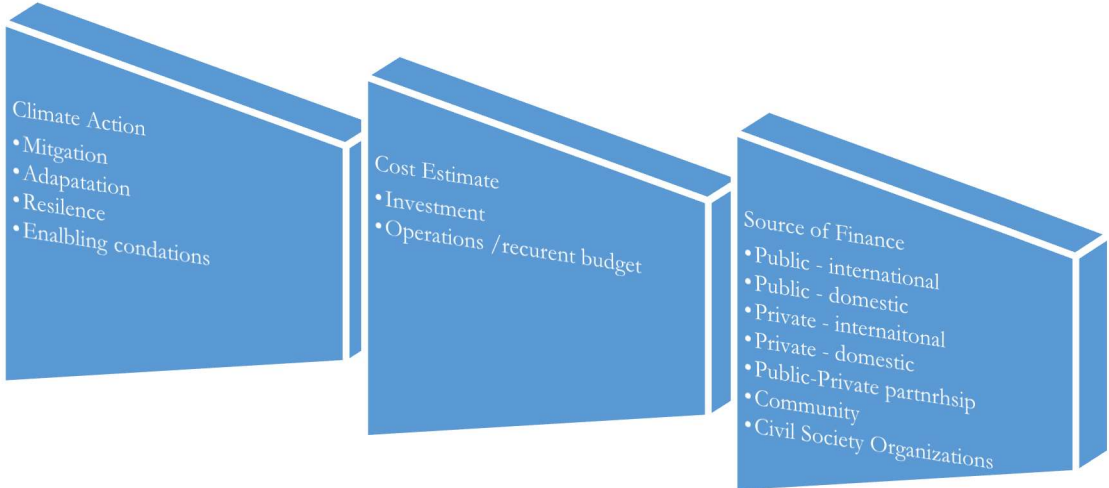 Climate Action
•Mitgation
•Adapatation
•Resilence
•Enalbling condations
Cost Estimate
•Investment
•Operations /recurent budget
Source of Finance
•Public - international
•Public - domestic
•Private - internaitonal
•Private - domestic
•Public-Private partnrhsip
•Community
•Civil Society Organizations